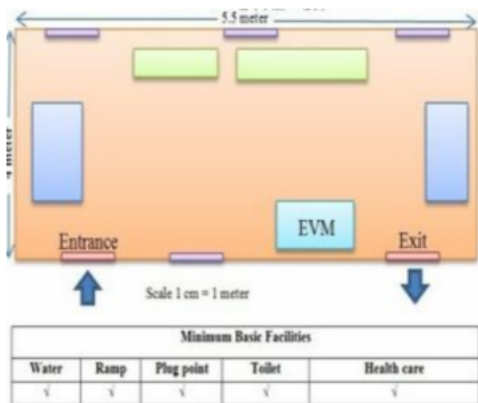 5.5 meter
meter
EVM
Entrance
Exit
Scale 1 cm = 1 meter
Minimum Basic Facilities
Water Ramp Plug point Toilet Health care
√ √ √ √ √